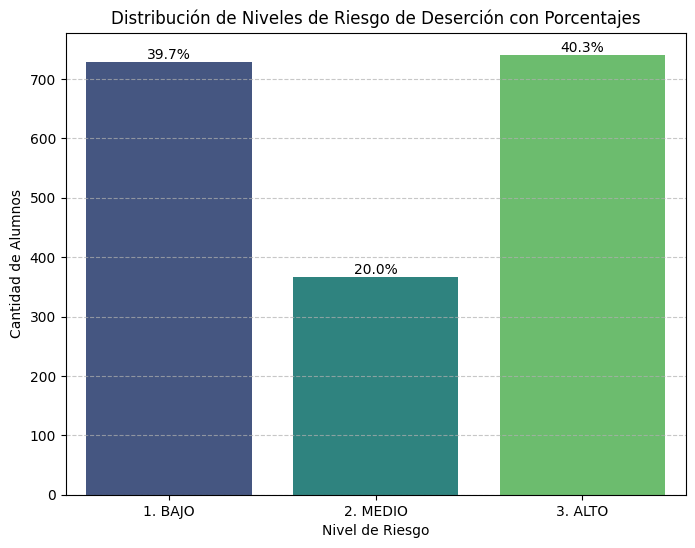 Distribución de Niveles de Riesgo de Deserción con Porcentajes
39.7%
20.0%
40.3%
Cantidad de Alumnos
700
600
500
400
300
200
100
0
1. BAJO
2. MEDIO
3. ALTO
Nivel de Riesgo